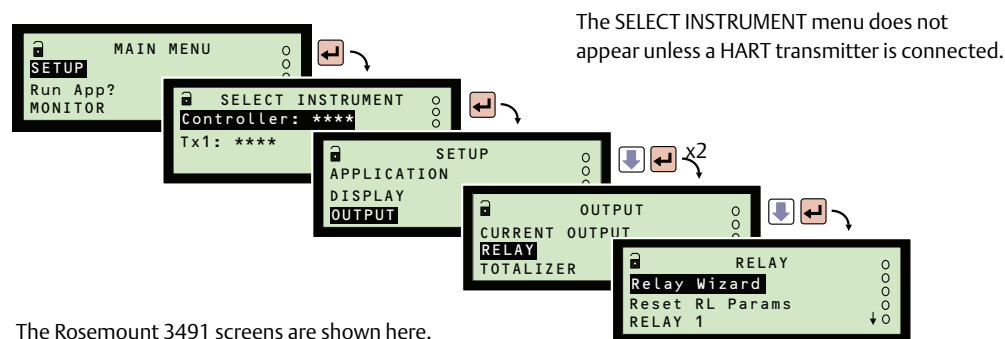 The SELECT INSTRUMENT menu does not
appear unless a HART transmitter is connected.
MAIN MENU
SETUP
Run App?
MONITOR
SELECT INSTRUMENT
Controller: ****
Tx1: ****
SETUP
APPLICATION
DISPLAY
OUTPUT
x2
OUTPUT
CURRENT OUTPUT
RELAY
TOTALIZER
RELAY
Relay Wizard
Reset RL Params
RELAY 1
The Rosemount 3491 screens are shown here.